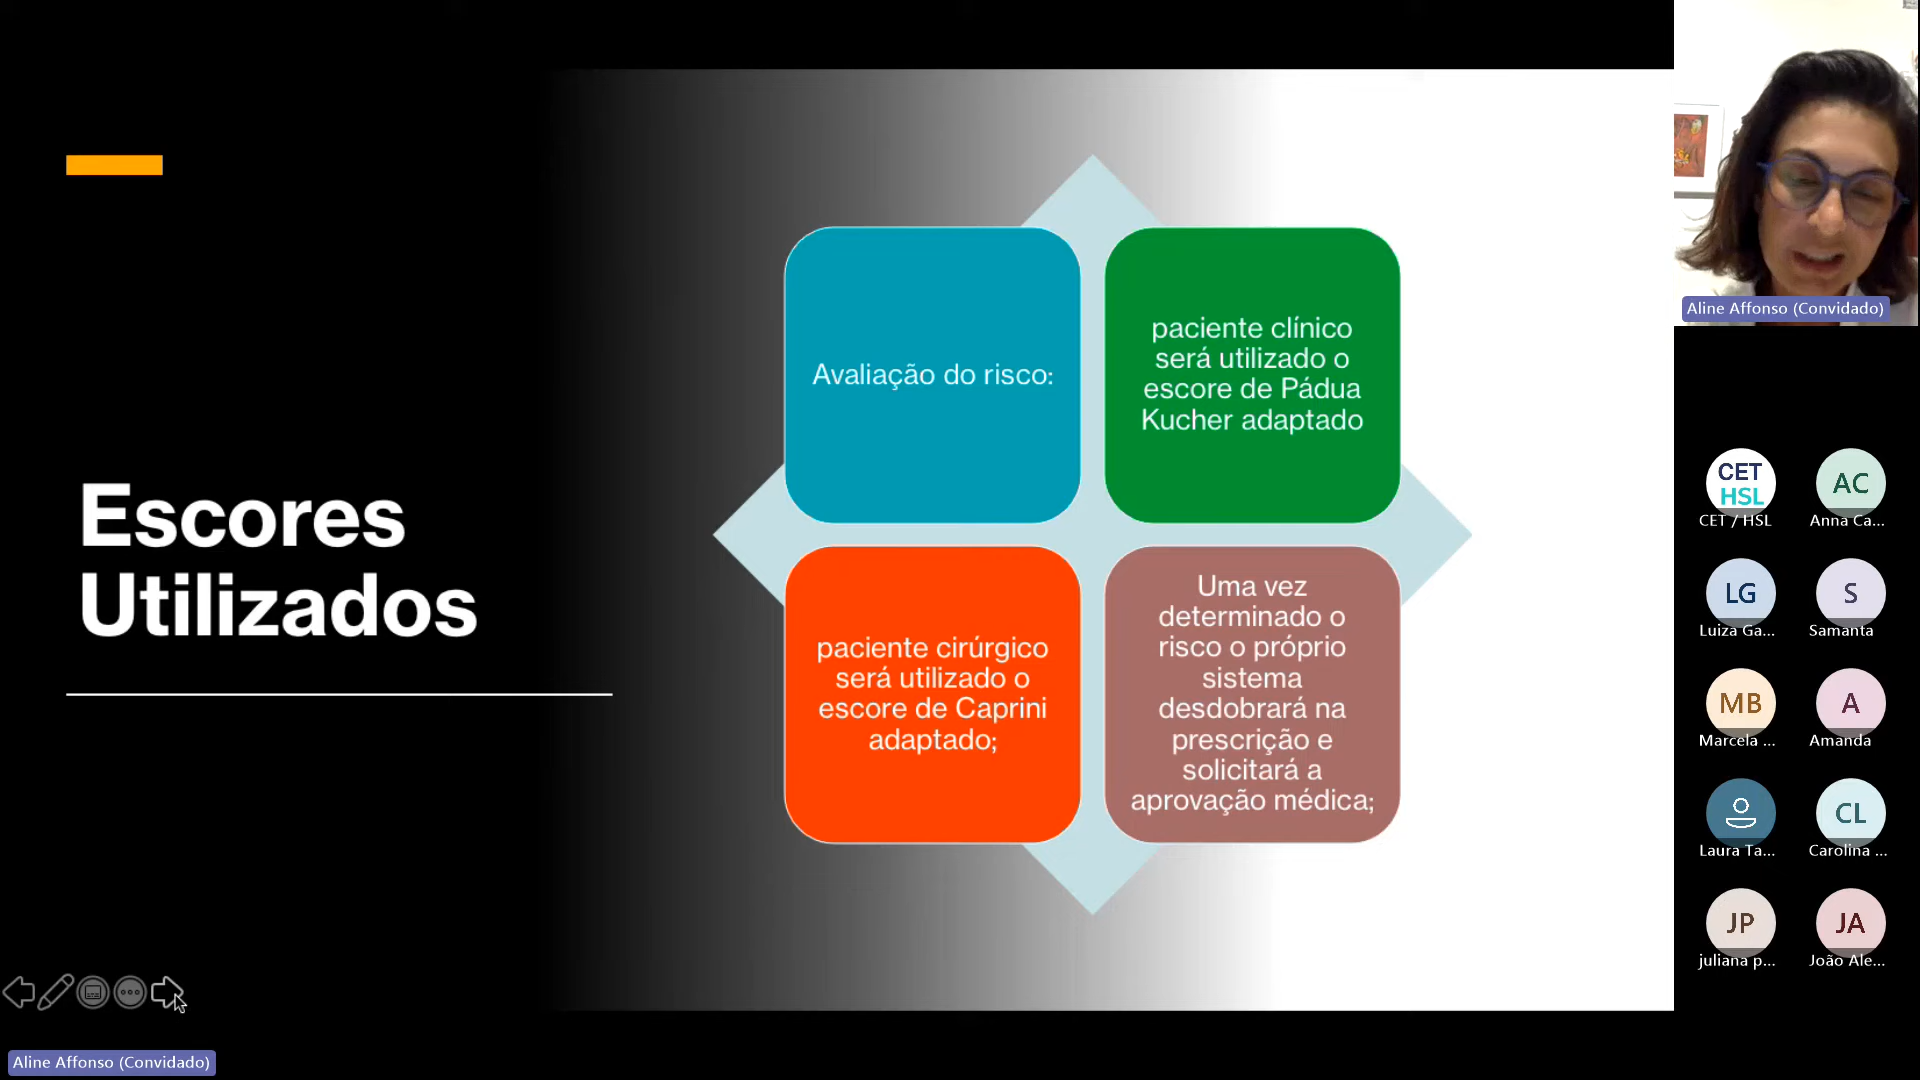 Escores
Utilizados
Avaliação do risco:
paciente clínico
será utilizado o
escore de Pádua
Kucher adaptado
paciente cirúrgico
será utilizado o
escore de Caprini
adaptado;
Uma vez
determinado o
risco o próprio
sistema
desdobrará na
prescrição e
solicitará a
aprovação médica;
Aline Affonso (Convidado)
CET
HSL
CET / HSL
AC
Anna Ca...
LG
Luiza Ga...
S
Samanta
MB
Marcela ...
A
Amanda
Laura Ta...
CL
Carolina ...
JP
juliana p...
JA
João Ale...
Aline Affonso (Convidado)